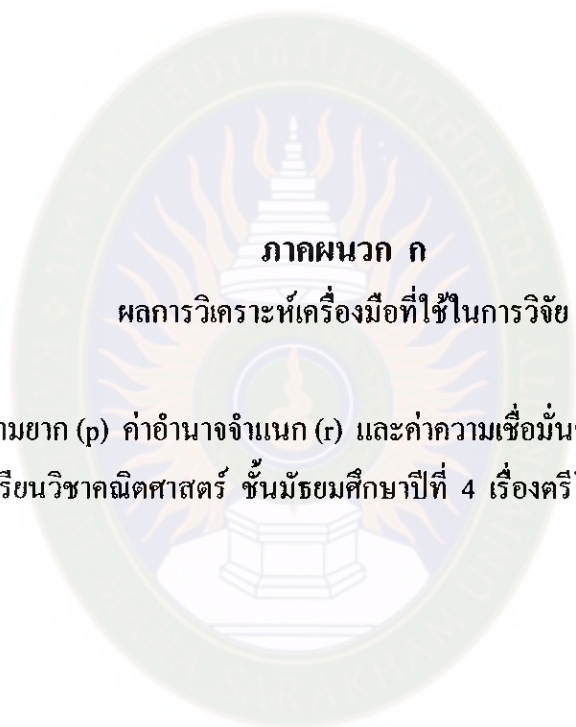 ภาคผนวก ก
ผลการวิเคราะห์เครื่องมือที่ใช้ในการวิจัย
ามยาก (p) ค่าอำนาจจำแนก (r) และค่าความเชื่อมั่น
รียนวิชาคณิตศาสตร์ ชั้นมัธยมศึกษาปีที่ 4 เรื่องตรี